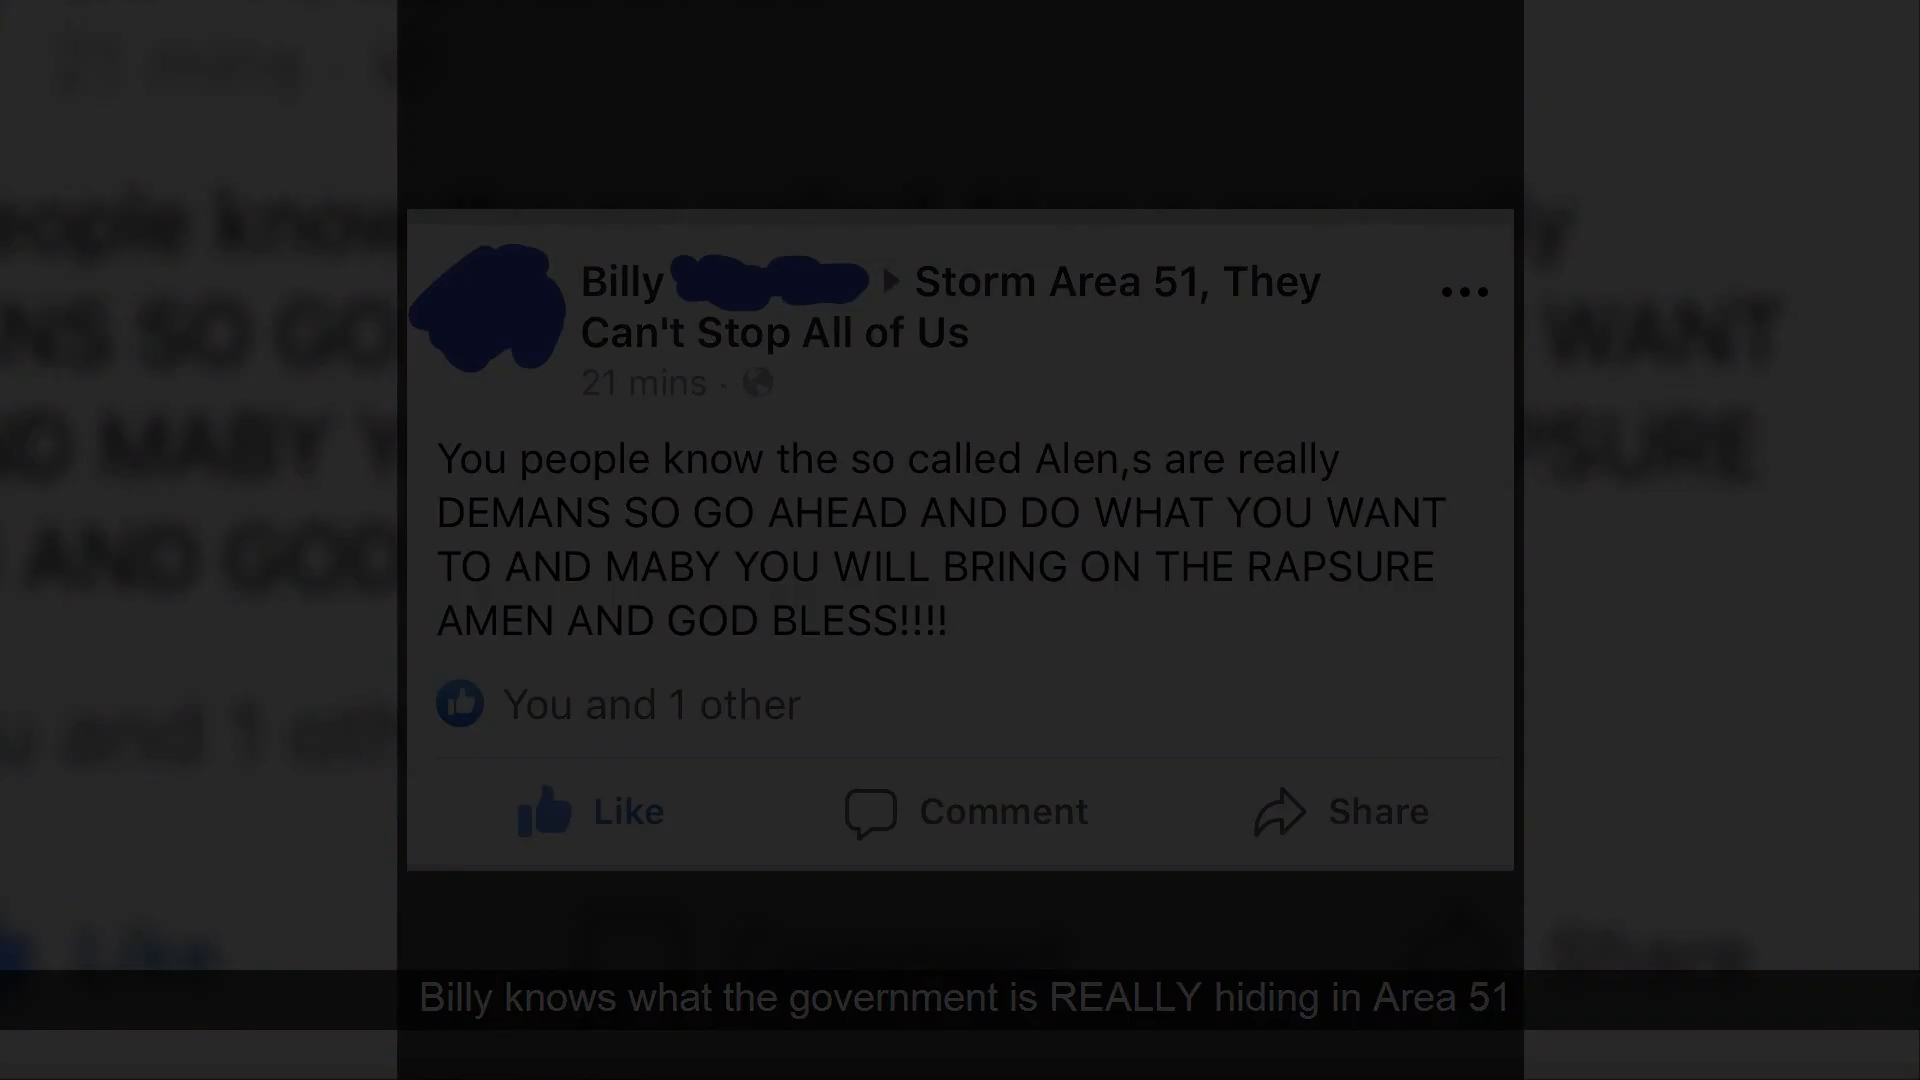 Billy ▸ Storm Area 51, They
Can't Stop All of Us
21 mins ·
You people know the so called Alen,s are really
DEMANS SO GO AHEAD AND DO WHAT YOU WANT
TO AND MABY YOU WILL BRING ON THE RAPSURE
AMEN AND GOD BLESS!!!!
You and 1 other
Like Comment Share
Billy knows what the government is REALLY hiding in Area 51